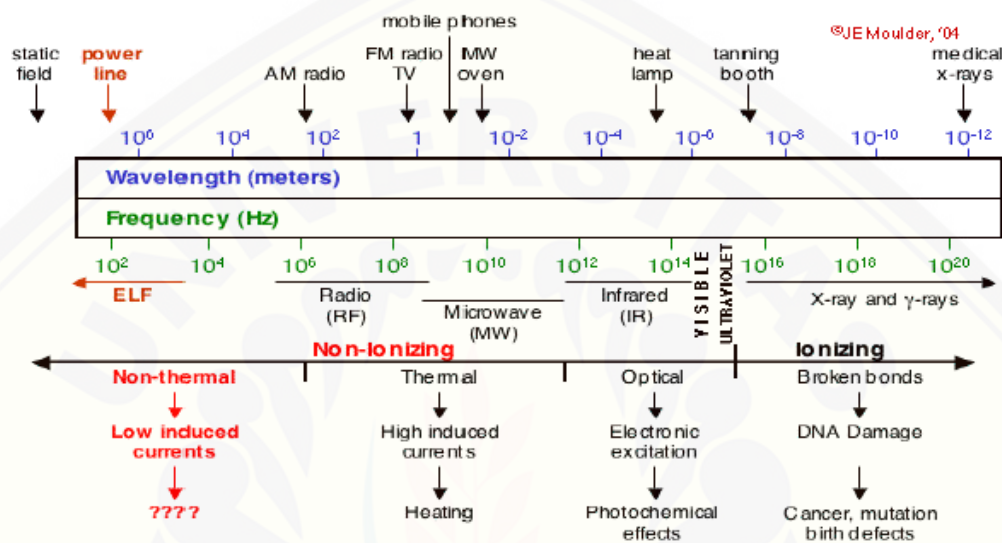 mobile phones
©JE Moulder, '04
static field
power line
AM radio
FM radio TV
MW oven
heat lamp
tanning booth
medical x-rays
10⁶ 10⁴ 10² 1 10⁻² 10⁻⁴ 10⁻⁶ 10⁻⁸ 10⁻¹⁰ 10⁻¹²
Wavelength (meters)
Frequency (Hz)
10² 10⁴ 10⁶ 10⁸ 10¹⁰ 10¹² 10¹⁴ 10¹⁶ 10¹⁸ 10²⁰
ELF
Radio (RF)
Microwave (MW)
Infrared (IR)
VISIBLE
ULTRAVIOLET
X-ray and γ-rays
Non-Ionizing
Ionizing
Non-thermal
Thermal
Optical
Broken bonds
Low induced currents
High induced currents
Electronic excitation
DNA Damage
????
Heating
Photochemical effects
Cancer, mutation birth defects
UNIVERSITAS